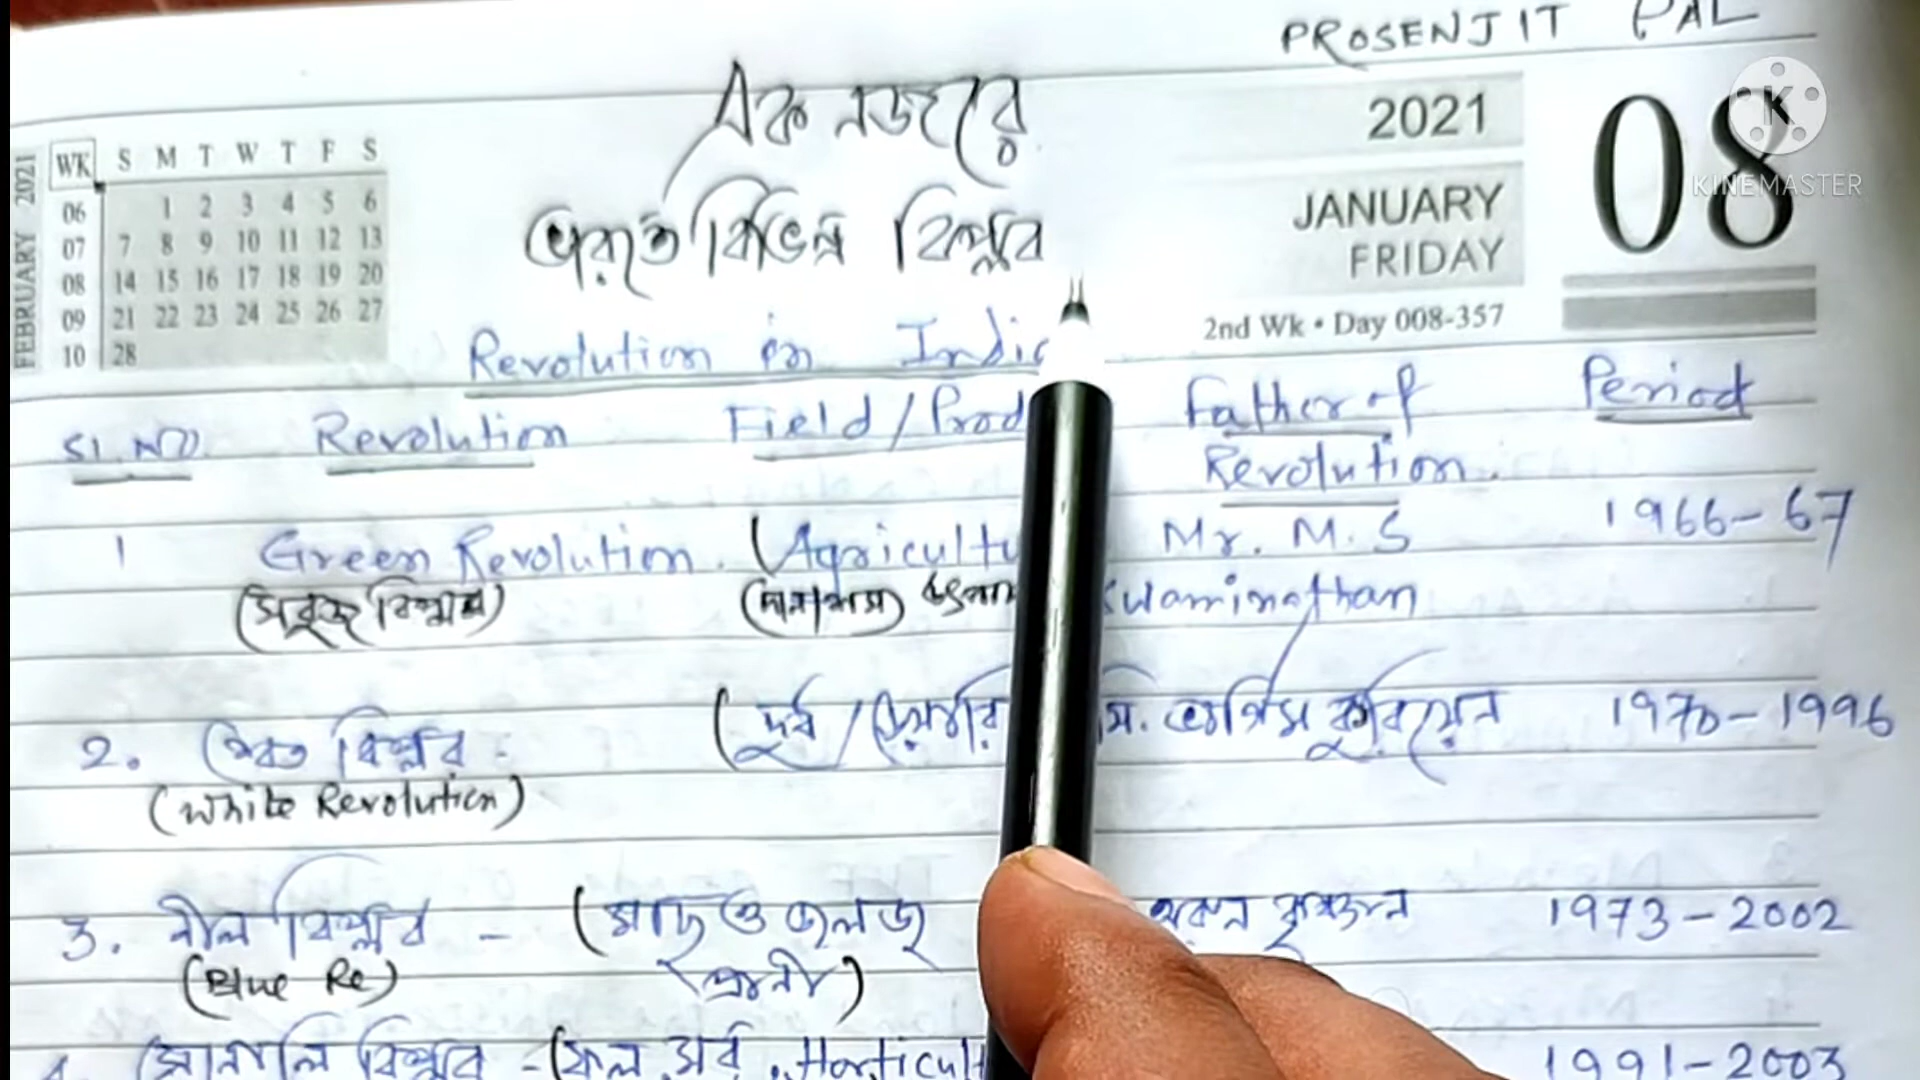 PROSENJIT PAL
K
KINEMASTER
2021
08
JANUARY
FRIDAY
2nd Wk • Day 008-357
FEBRUARY 2021
WK S M T W T F S
06 1 2 3 4 5 6
07 7 8 9 10 11 12 13
08 14 15 16 17 18 19 20
09 21 22 23 24 25 26 27
10 28
এক নজরে
ভারতে বিভিন্ন বিপ্লব
Revolution in
Sl. No. Revolution Field / Father of Period
Revolution.
1 Green Revolution. Mr. M. S 1966-67
(সবুজ বিপ্লব)
2. শ্বেত বিপ্লব - (দুগ্ধ / কুরিয়েন 1970-1996
(White Revolution)
3. নীল বিপ্লব - (মাছ ও জলজ 1973-2002
(Blue Re) প্রাণী)
সোনালি বিপ্লব - (ফল 1991-2003